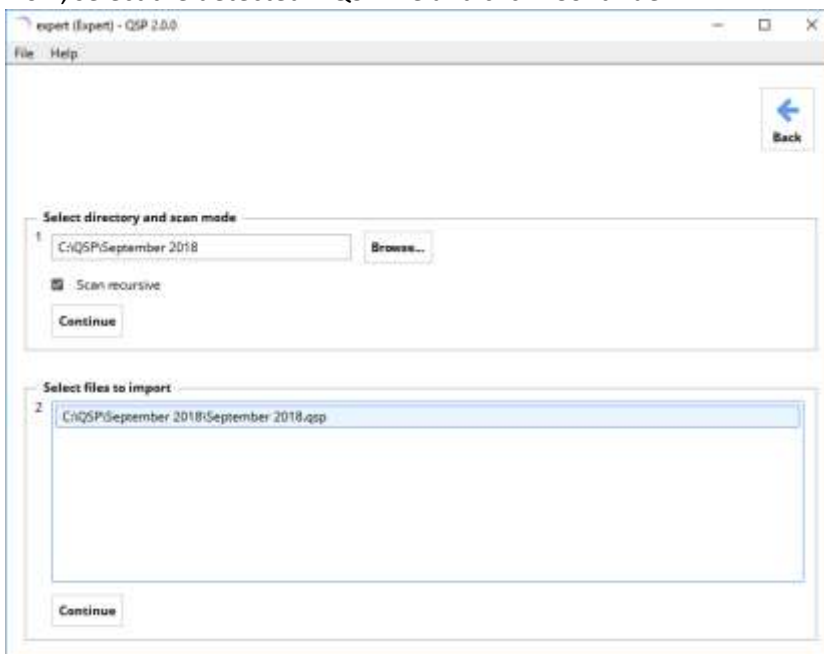 expert (Expert) - QSP 2.0.0
File Help
Back
Select directory and scan mode
1
C:\QSP\September 2018
Browse...
Scan recursive
Continue
Select files to import
2
C:\QSP\September 2018\September 2018.qsp
Continue